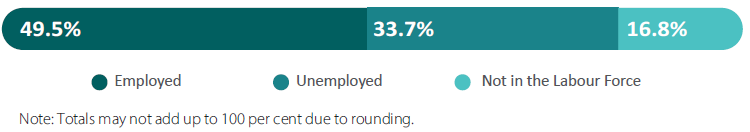 49.5% 33.7% 16.8%
Employed Unemployed Not in the Labour Force
Note: Totals may not add up to 100 per cent due to rounding.